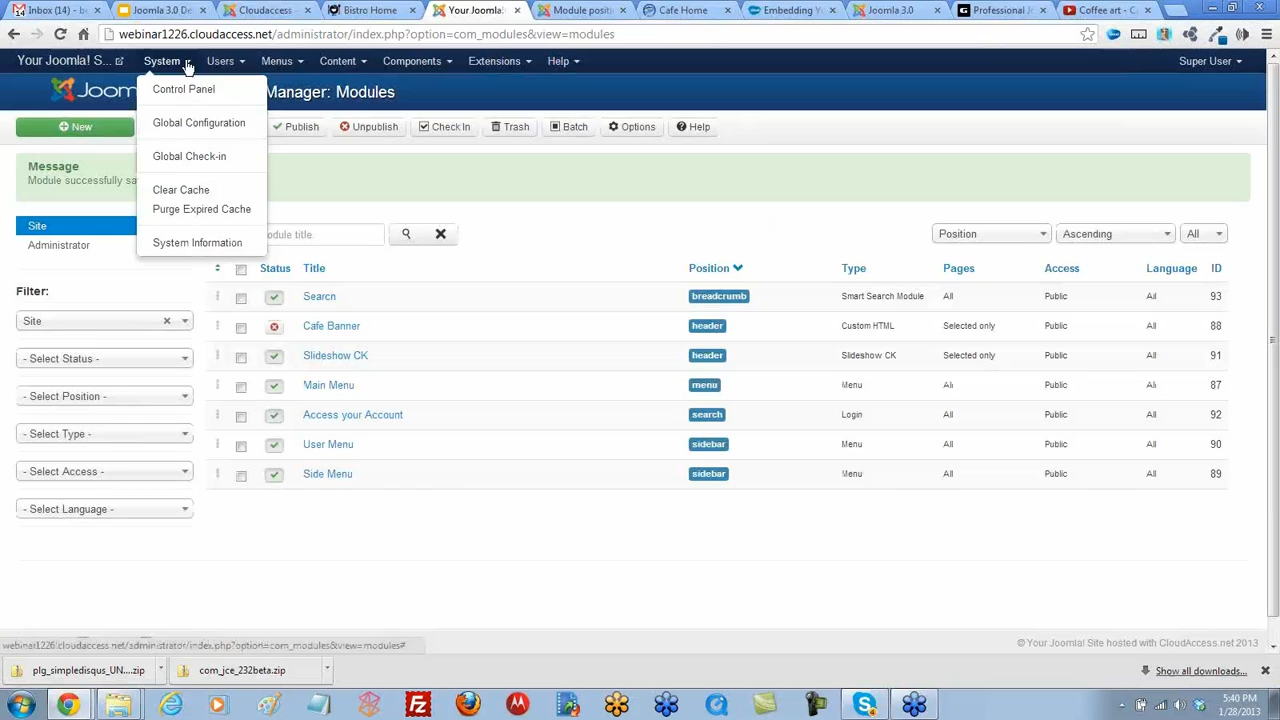 Inbox (14) - be
Joomla 3.0 De
Cloudaccess
Bistro Home
Your Joomla!
Module positi
Cafe Home
Embedding Yo
Joomla 3.0
Professional Jo
Coffee art - C
webinar1226.cloudaccess.net/administrator/index.php?option=com_modules&view=modules
Your Joomla! S...
System
Users
Menus
Content
Components
Extensions
Help
Super User
Joom
Manager: Modules
Control Panel
Global Configuration
Global Check-in
Clear Cache
Purge Expired Cache
System Information
New
Publish
Unpublish
Check In
Trash
Batch
Options
Help
Message
Module successfully sa
Site
Administrator
odule title.
Position
Ascending
All
Filter:
Site
- Select Status -
- Select Position -
- Select Type -
- Select Access -
- Select Language -
Status Title Position Type Pages Access Language ID
Search breadcrumb Smart Search Module All Public All 93
Cafe Banner header Custom HTML Selected only Public All 88
Slideshow CK header Slideshow CK Selected only Public All 91
Main Menu menu Menu All Public All 87
Access your Account search Login All Public All 92
User Menu sidebar Menu All Public All 90
Side Menu sidebar Menu All Public All 89
webinar1226.cloudaccess.net/administrator/index.php?option=com_modules&view=modules#
© Your Joomla! Site hosted with CloudAccess.net 2013
plg_simpledisqus_UN....zip
com_jce_232beta.zip
Show all downloads...
5:40 PM
1/28/2013